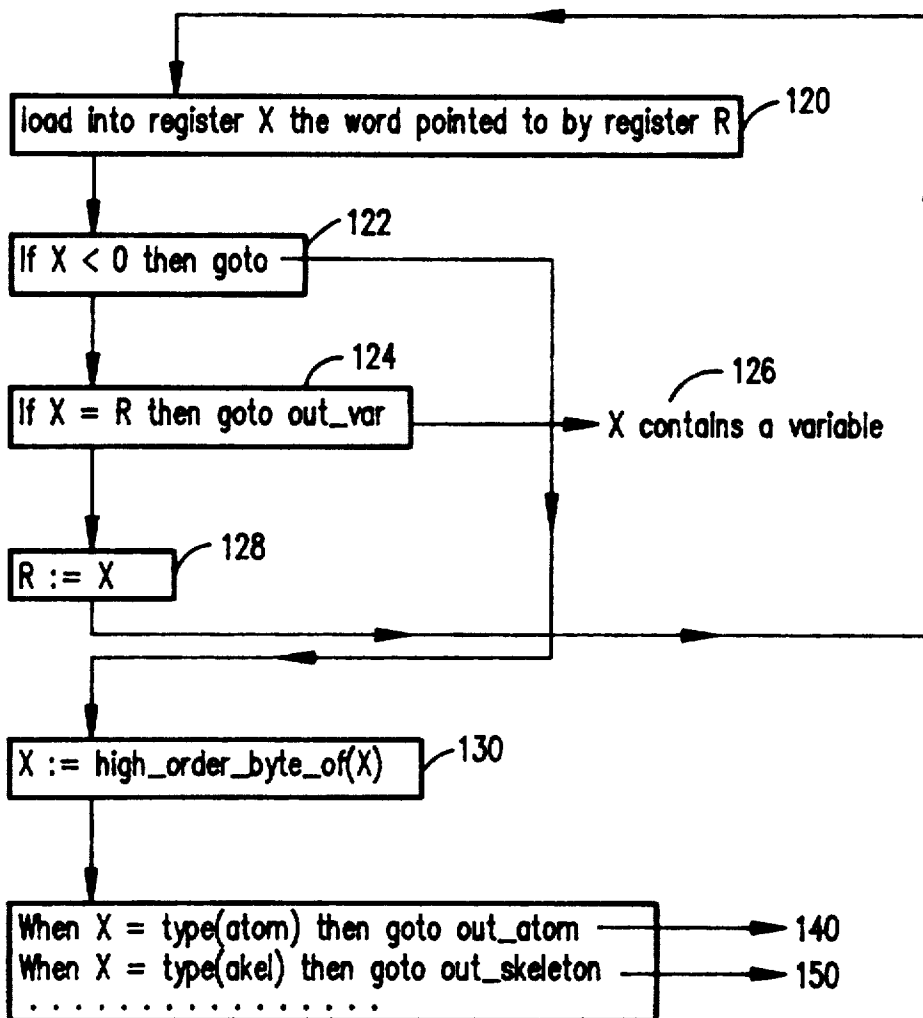 load into register X the word pointed to by register R
120
If X < 0 then goto
122
If X = R then goto out_var
124
126
X contains a variable
R := X
128
X := high_order_byte_of(X)
130
When X = type(atom) then goto out_atom
140
When X = type(akel) then goto out_skeleton
150
. . . . . . . . . . . . . . . .